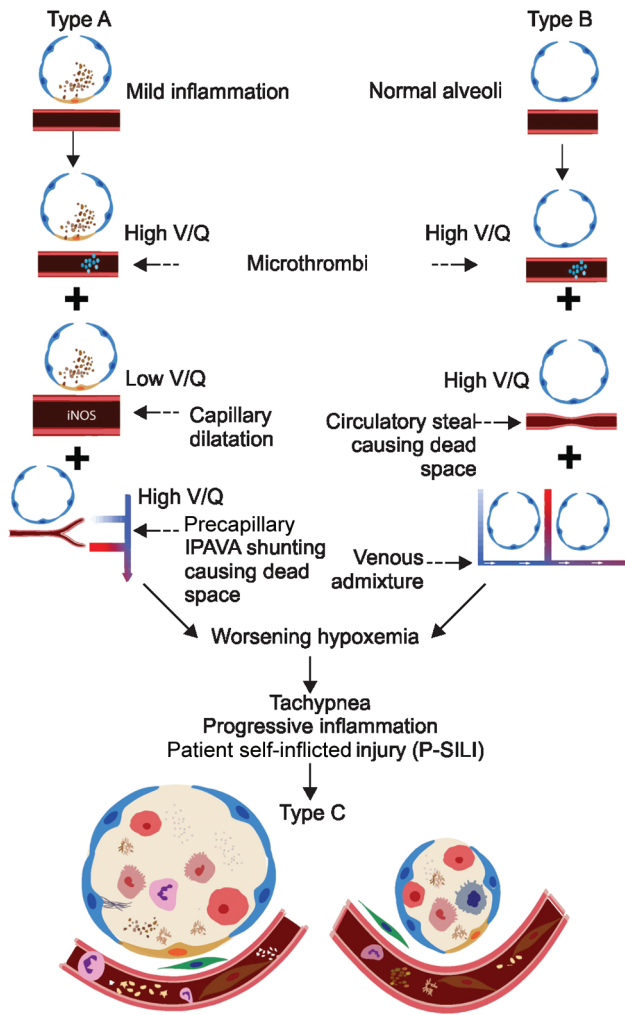 Type A
Type B
Mild inflammation
Normal alveoli
High V/Q
High V/Q
Microthrombi
Low V/Q
High V/Q
iNOS
Capillary
dilatation
Circulatory steal
causing dead
space
High V/Q
Precapillary
IPAVA shunting
causing dead
space
Venous
admixture
Worsening hypoxemia
Tachypnea
Progressive inflammation
Patient self-inflicted injury (P-SILI)
Type C